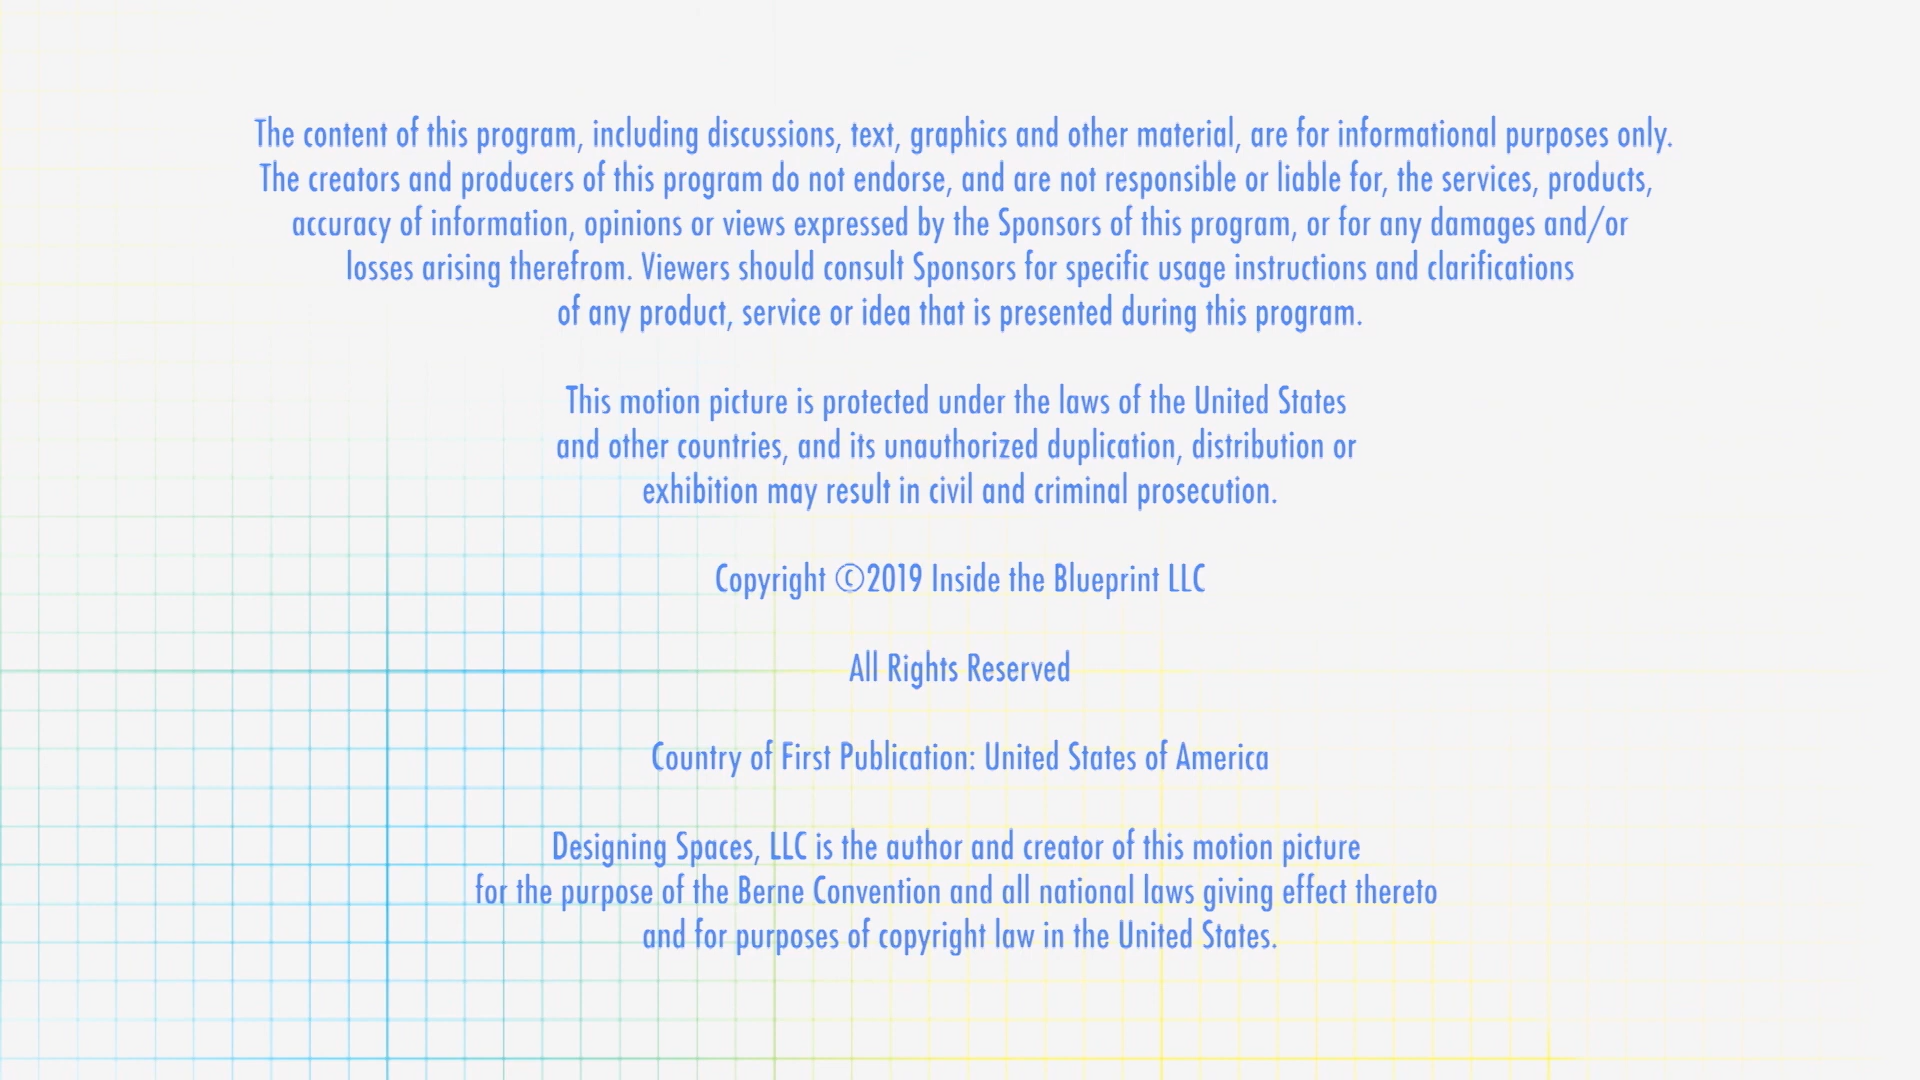 The content of this program, including discussions, text, graphics and other material, are for informational purposes only.
The creators and producers of this program do not endorse, and are not responsible or liable for, the services, products,
accuracy of information, opinions or views expressed by the Sponsors of this program, or for any damages and/or
losses arising therefrom. Viewers should consult Sponsors for specific usage instructions and clarifications
of any product, service or idea that is presented during this program.
This motion picture is protected under the laws of the United States
and other countries, and its unauthorized duplication, distribution or
exhibition may result in civil and criminal prosecution.
Copyright ©2019 Inside the Blueprint LLC
All Rights Reserved
Country of First Publication: United States of America
Designing Spaces, LLC is the author and creator of this motion picture
for the purpose of the Berne Convention and all national laws giving effect thereto
and for purposes of copyright law in the United States.